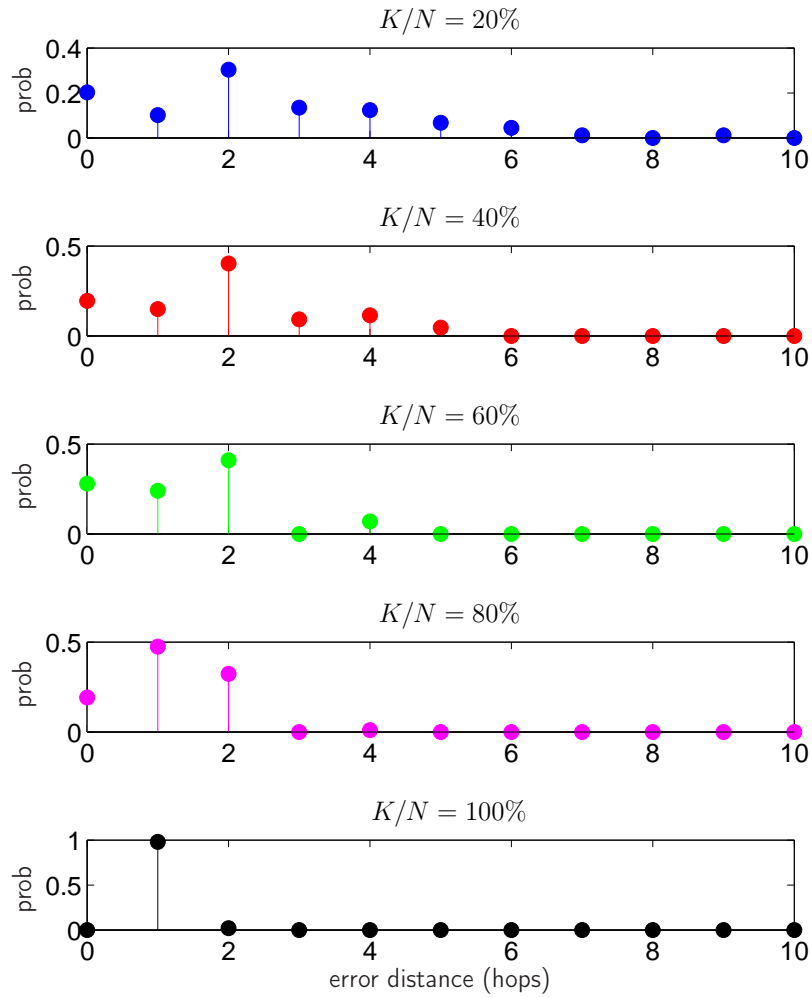 K/N = 20%
prob
0.4
0.2
0
0 2 4 6 8 10
K/N = 40%
prob
0.5
0
0 2 4 6 8 10
K/N = 60%
prob
0.5
0
0 2 4 6 8 10
K/N = 80%
prob
0.5
0
0 2 4 6 8 10
K/N = 100%
prob
1
0.5
0
0 2 4 6 8 10
error distance (hops)